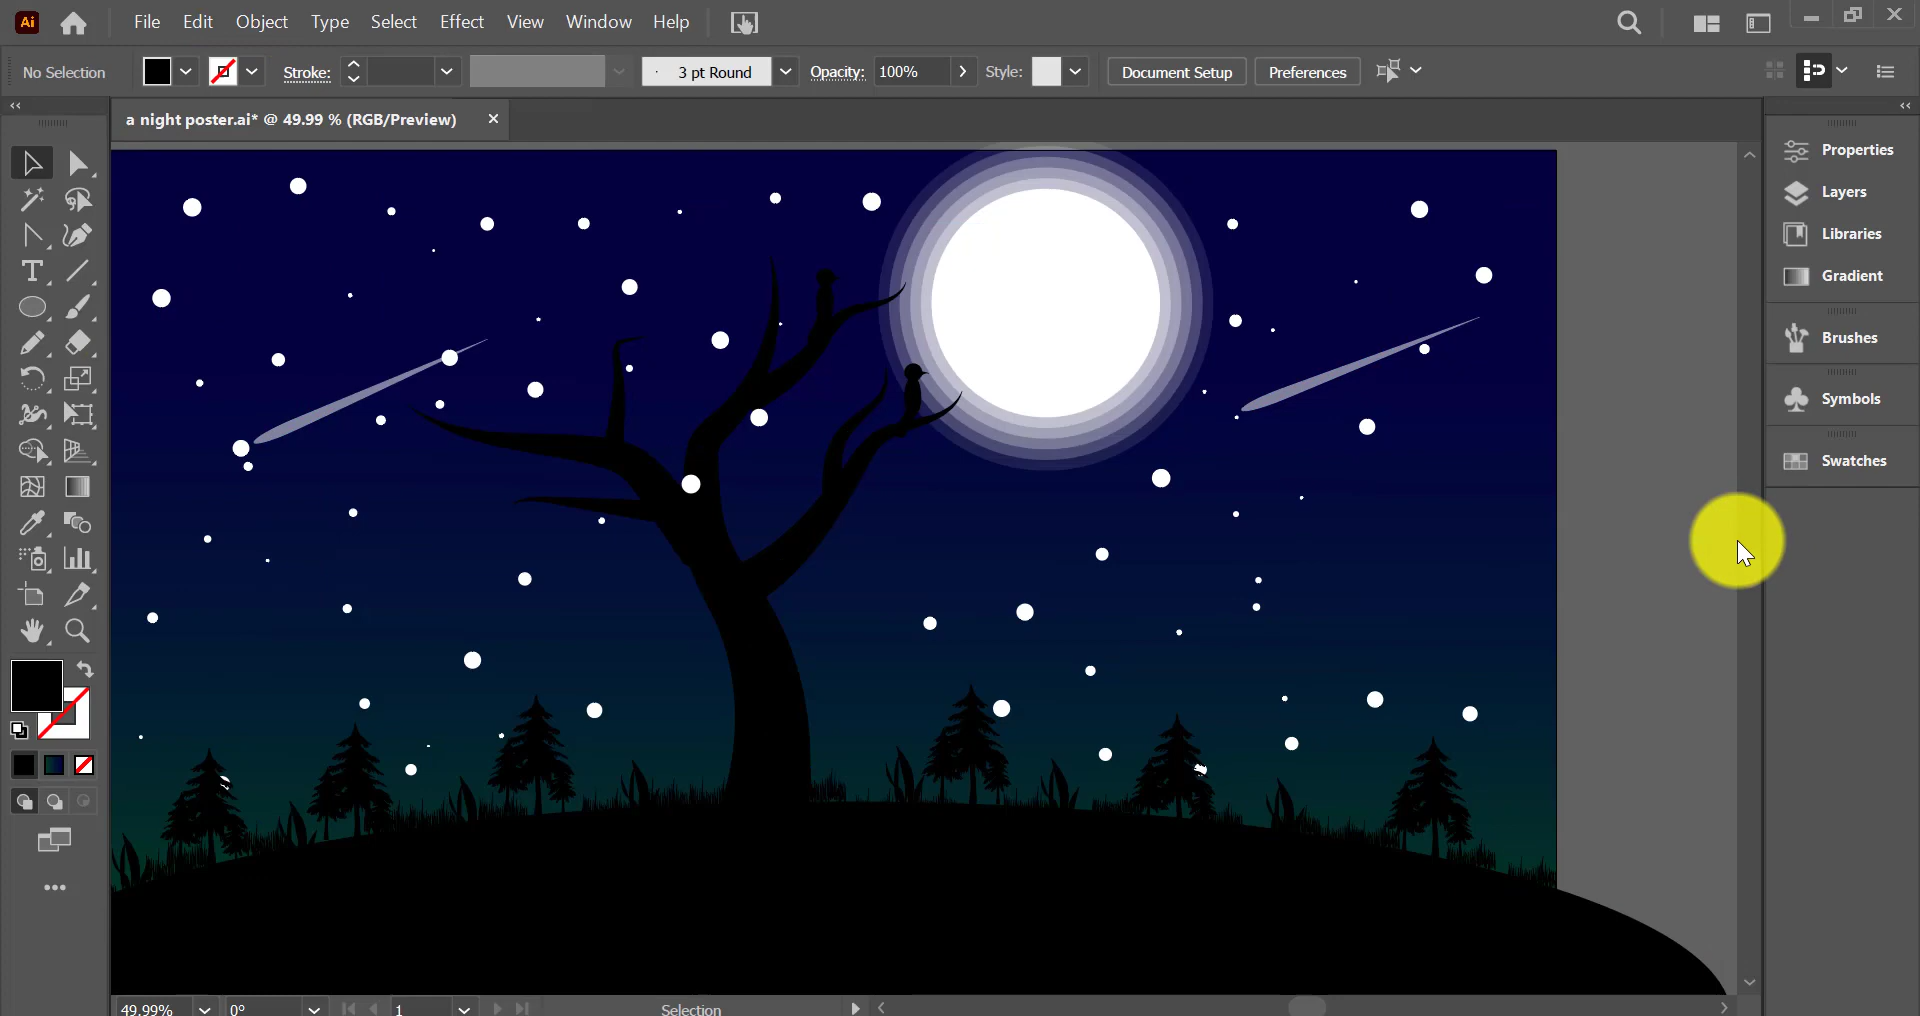 Ai File Edit Object Type Select Effect View Window Help
No Selection Stroke: 3 pt Round Opacity: 100% Style: Document Setup Preferences
a night poster.ai* @ 49.99 % (RGB/Preview)
Properties
Layers
Libraries
Gradient
Brushes
Symbols
Swatches
49.99% 0° 1 Selection